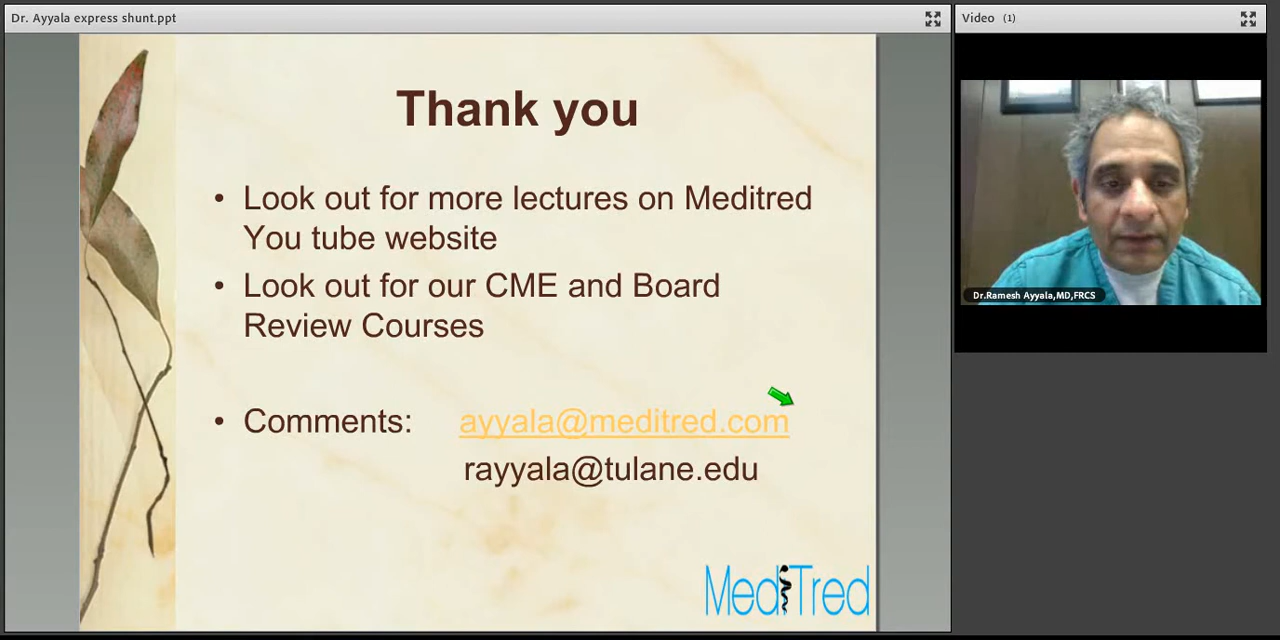 Dr. Ayyala express shunt.ppt
Video (1)
Thank you
• Look out for more lectures on Meditred
You tube website
• Look out for our CME and Board
Review Courses
• Comments: ayyala@meditred.com
rayyala@tulane.edu
MediTred
Dr.Ramesh Ayyala,MD,FRCS